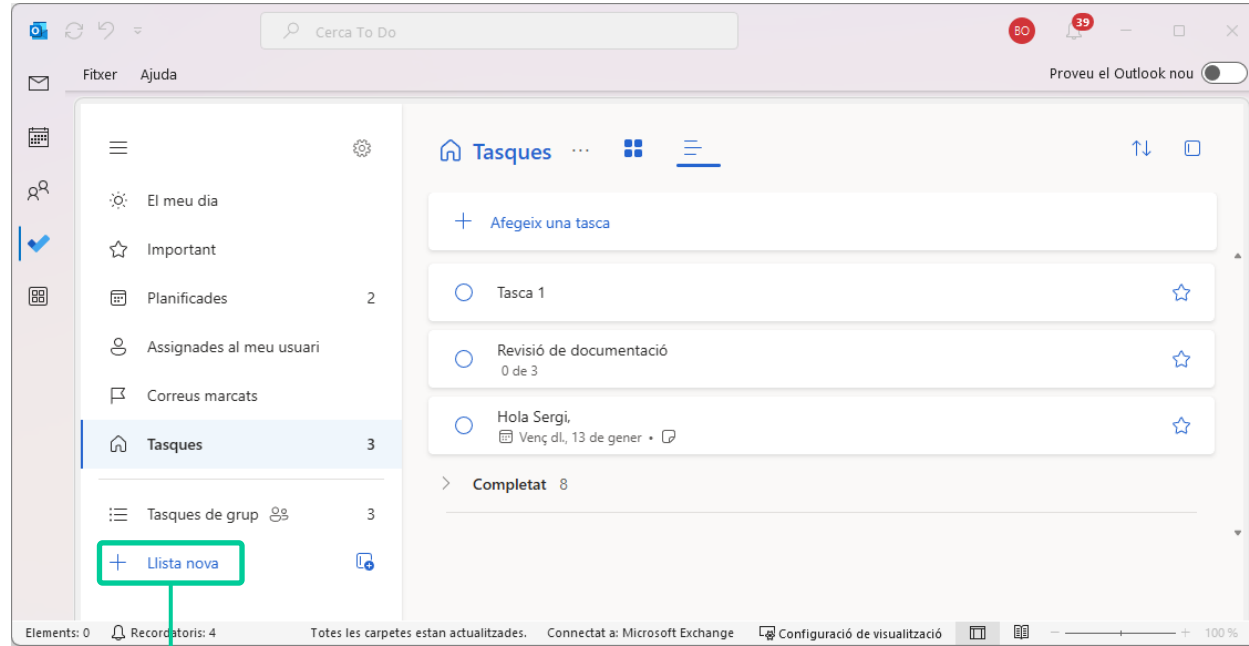 Cerca To Do
BO
39
Fitxer Ajuda
Proveu el Outlook nou
El meu dia
Important
Planificades 2
Assignades al meu usuari
Correus marcats
Tasques 3
Tasques de grup 3
Llista nova
Tasques ...
Afegeix una tasca
Tasca 1
Revisió de documentació
0 de 3
Hola Sergi,
Venç dl., 13 de gener •
Completat 8
Elements: 0 Recordatoris: 4 Totes les carpetes estan actualitzades. Connectat a: Microsoft Exchange Configuració de visualització 100 %